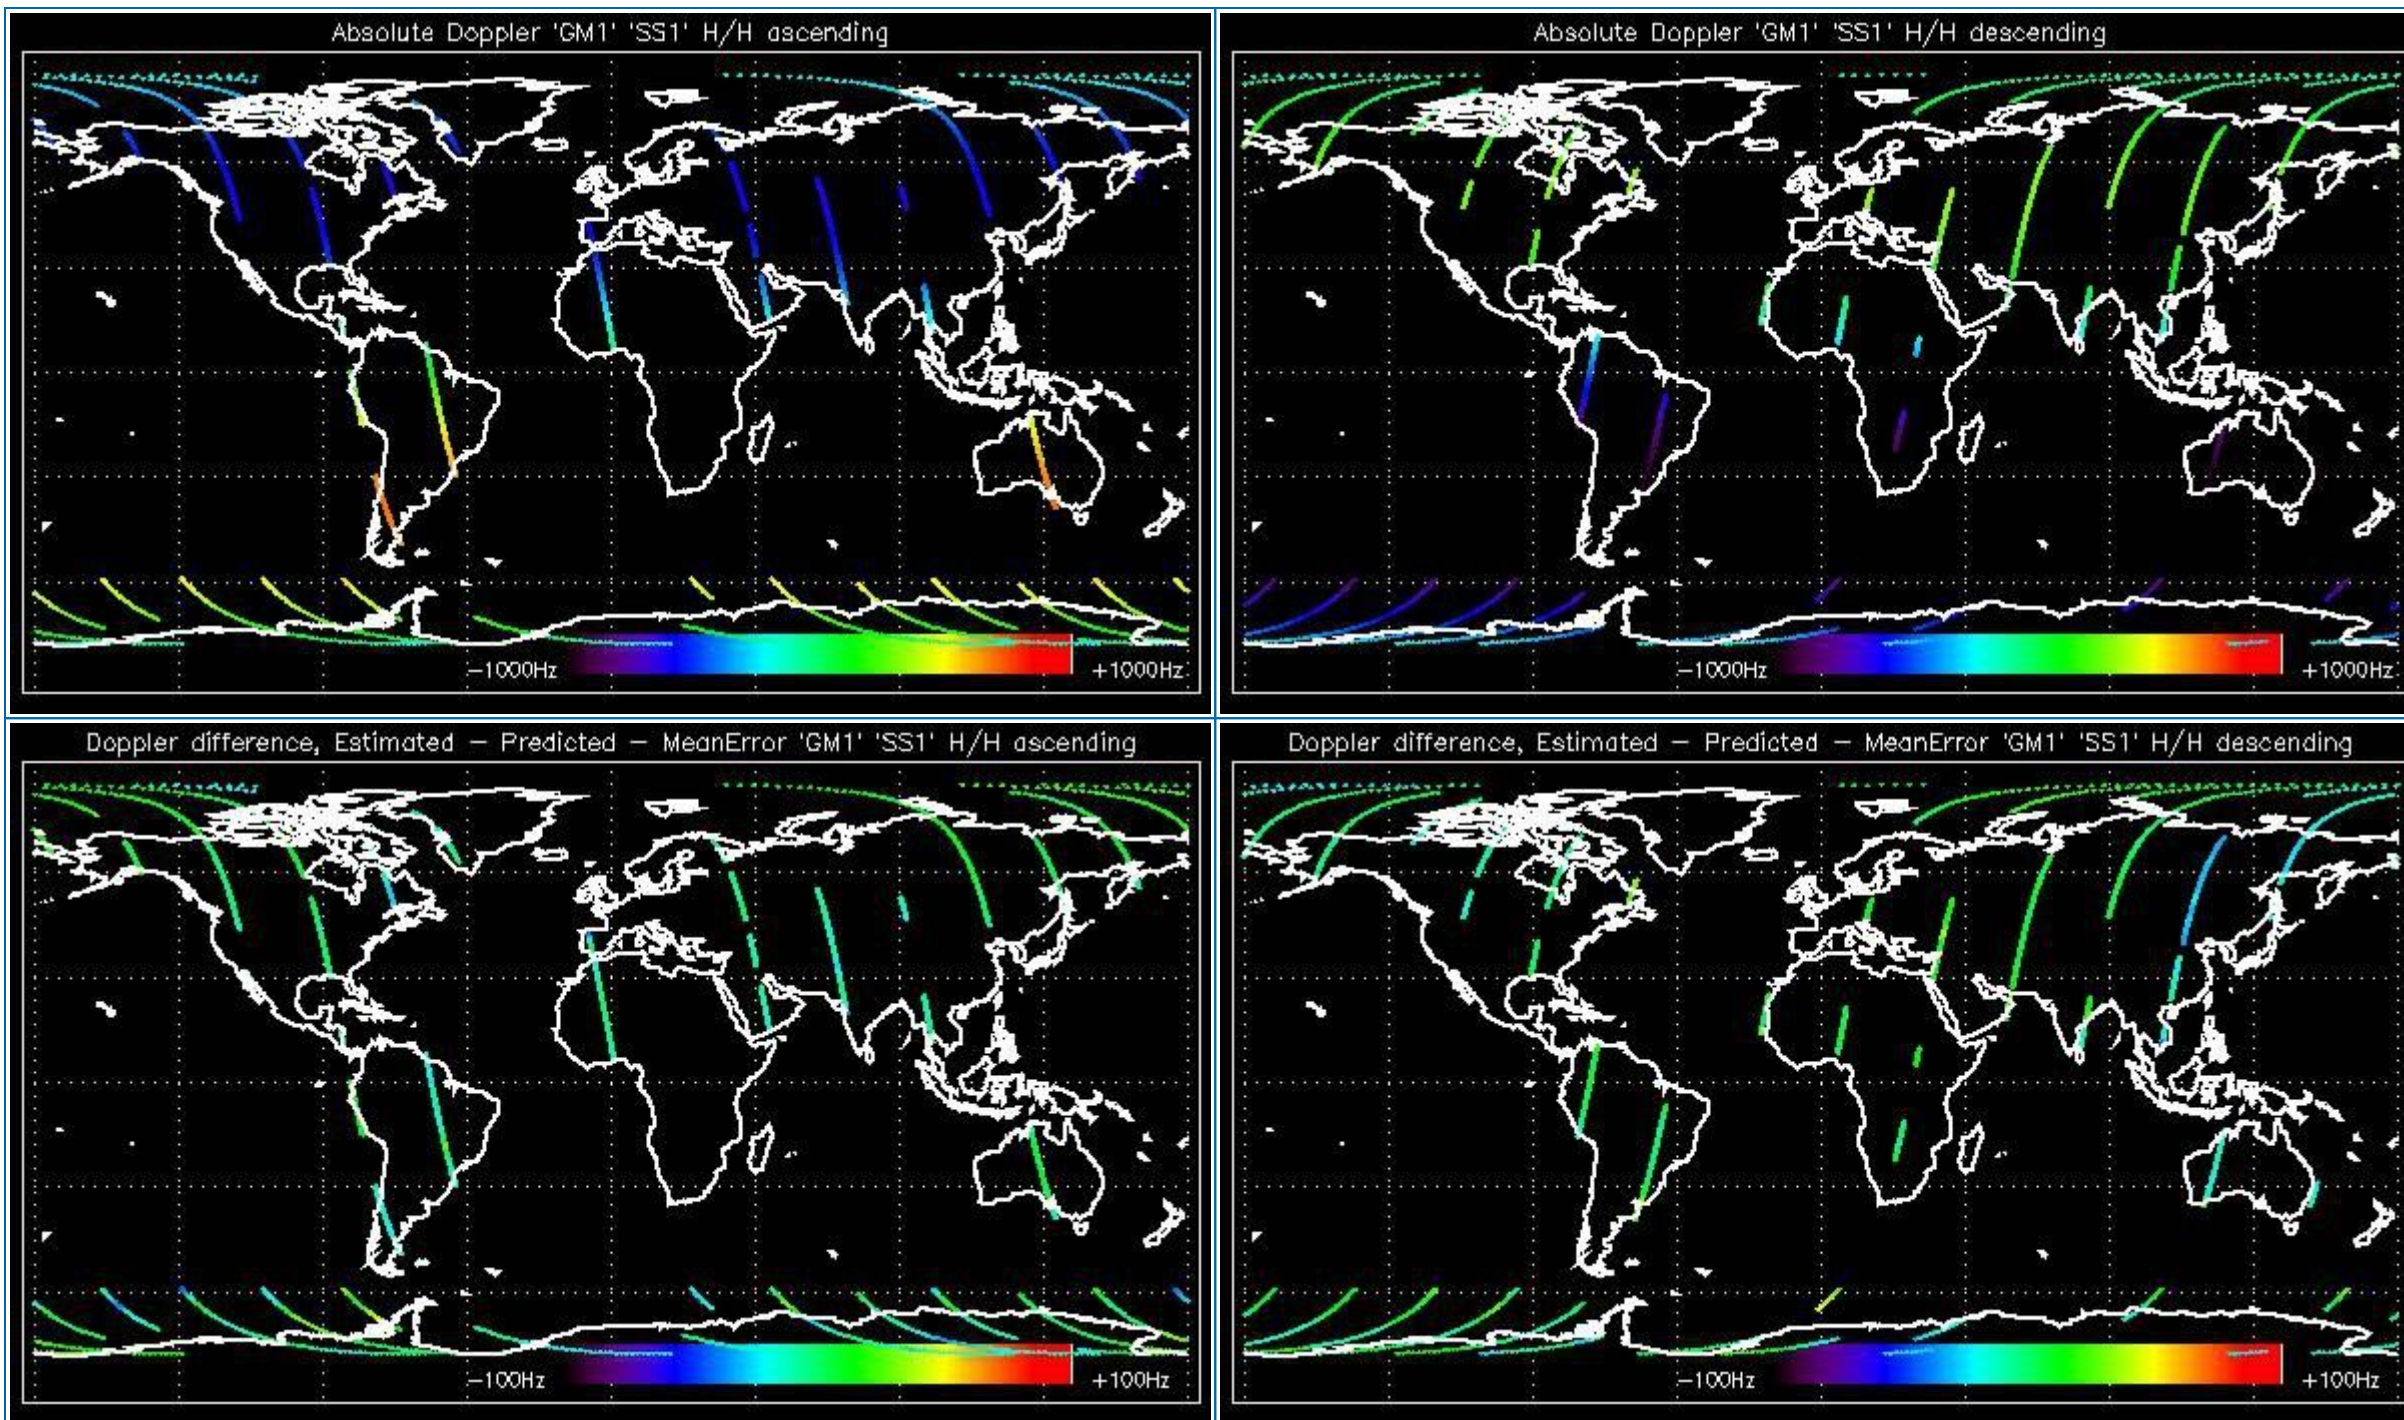 Absolute Doppler 'GM1' 'SS1' H/H ascending
-1000Hz
+1000Hz
Absolute Doppler 'GM1' 'SS1' H/H descending
-1000Hz
+1000Hz
Doppler difference, Estimated - Predicted - MeanError 'GM1' 'SS1' H/H ascending
-100Hz
+100Hz
Doppler difference, Estimated - Predicted - MeanError 'GM1' 'SS1' H/H descending
-100Hz
+100Hz